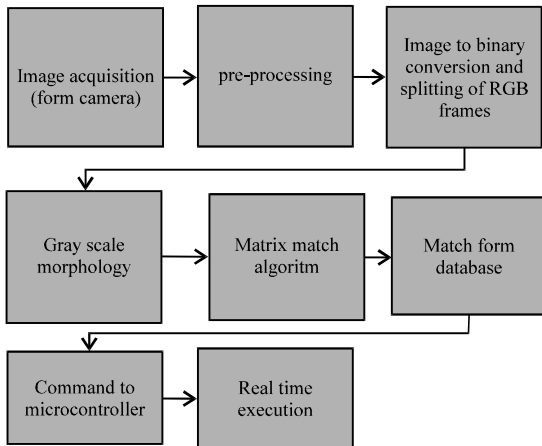 Image acquisition
(form camera)
pre-processing
Image to binary
conversion and
splitting of RGB
frames
Gray scale
morphology
Matrix match
algoritm
Match form
database
Command to
microcontroller
Real time
execution